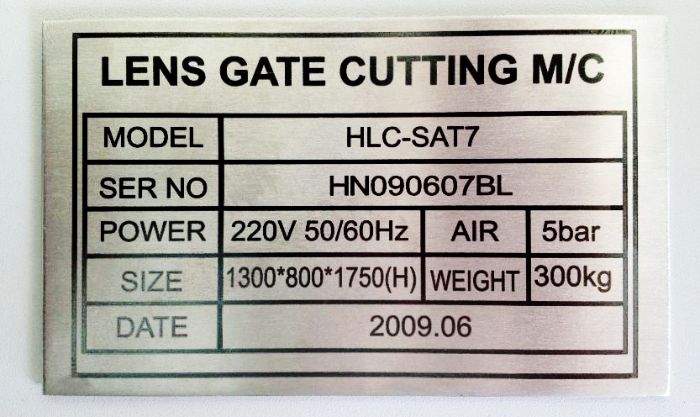 LENS GATE CUTTING M/C
MODEL HLC-SAT7
SER NO HN090607BL
POWER 220V 50/60Hz AIR 5bar
SIZE 1300*800*1750(H) WEIGHT 300kg
DATE 2009.06